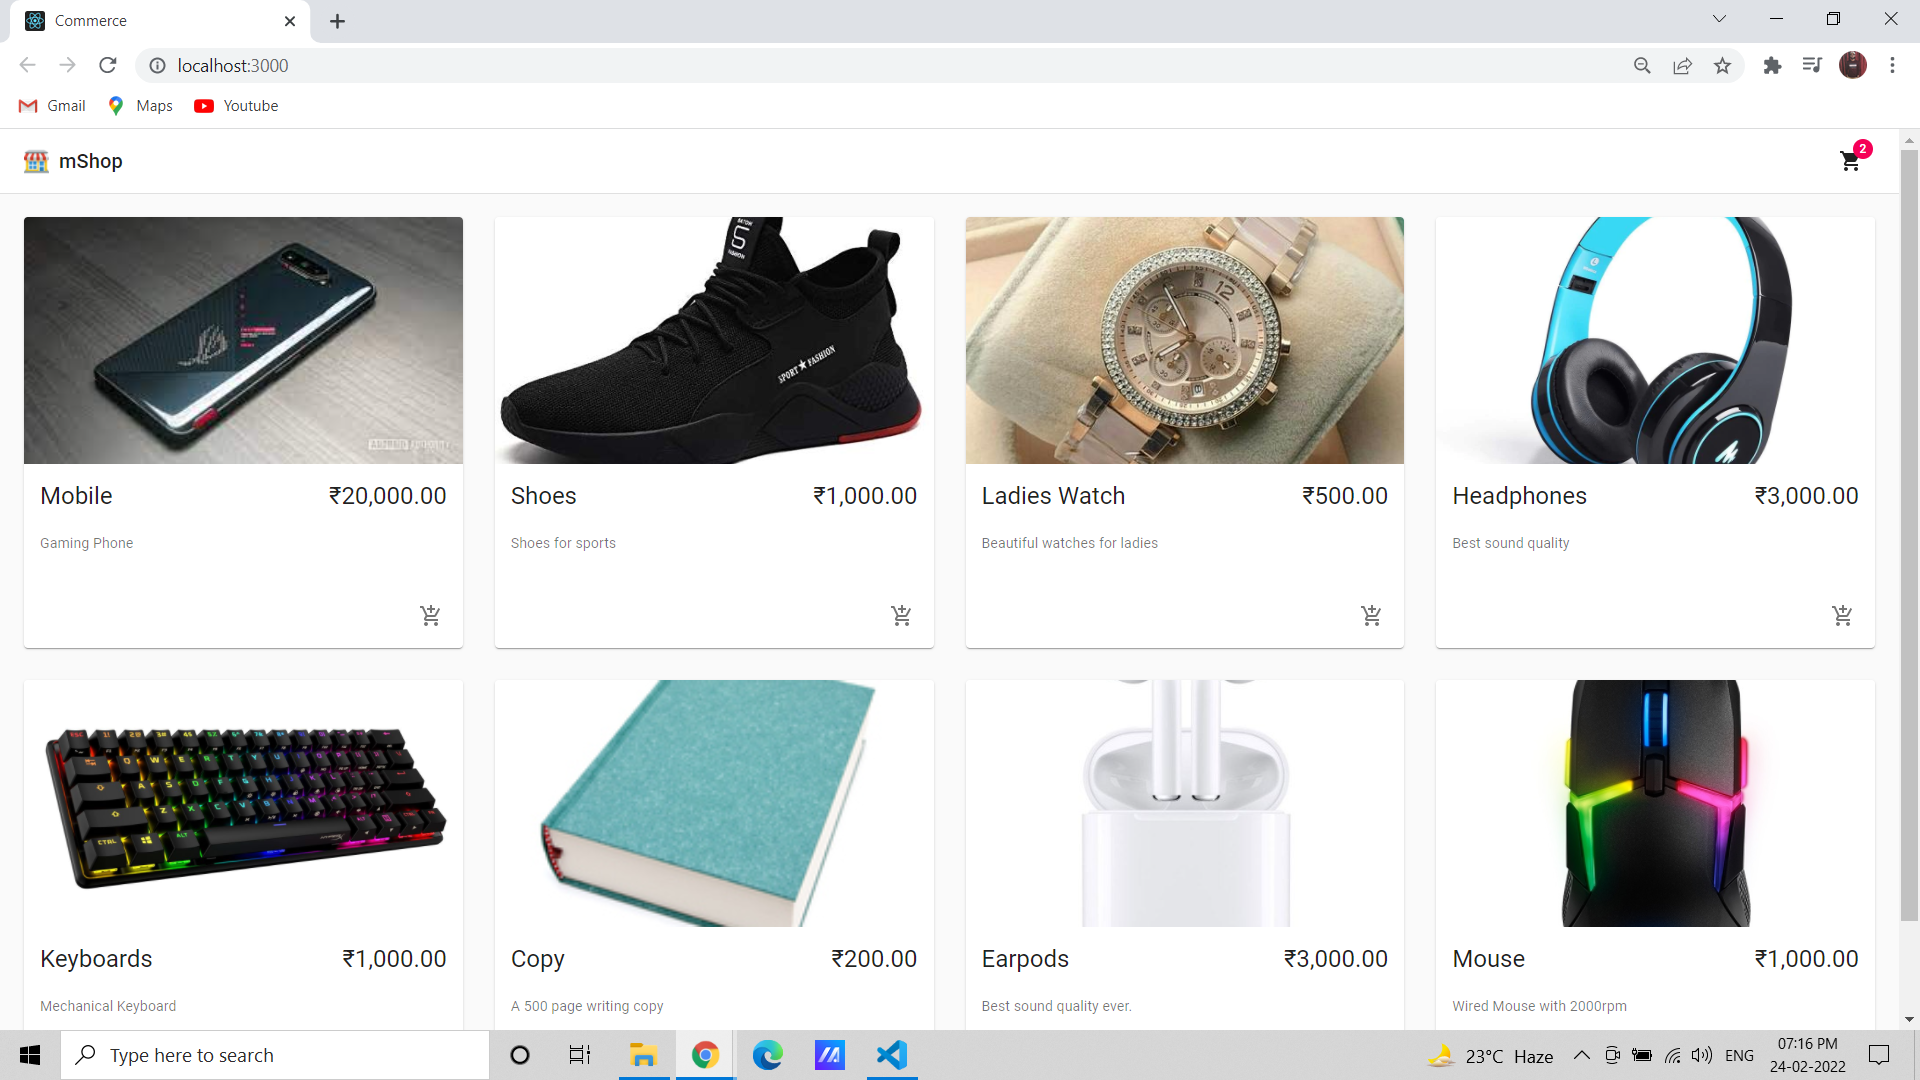 Commerce
localhost:3000
Gmail Maps Youtube
mShop
2
SPORT★FASHION
12
Mobile ₹20,000.00
Gaming Phone
Shoes ₹1,000.00
Shoes for sports
Ladies Watch ₹500.00
Beautiful watches for ladies
Headphones ₹3,000.00
Best sound quality
Keyboards ₹1,000.00
Mechanical Keyboard
Copy ₹200.00
A 500 page writing copy
Earpods ₹3,000.00
Best sound quality ever.
Mouse ₹1,000.00
Wired Mouse with 2000rpm
Type here to search
23°C Haze
ENG
07:16 PM
24-02-2022